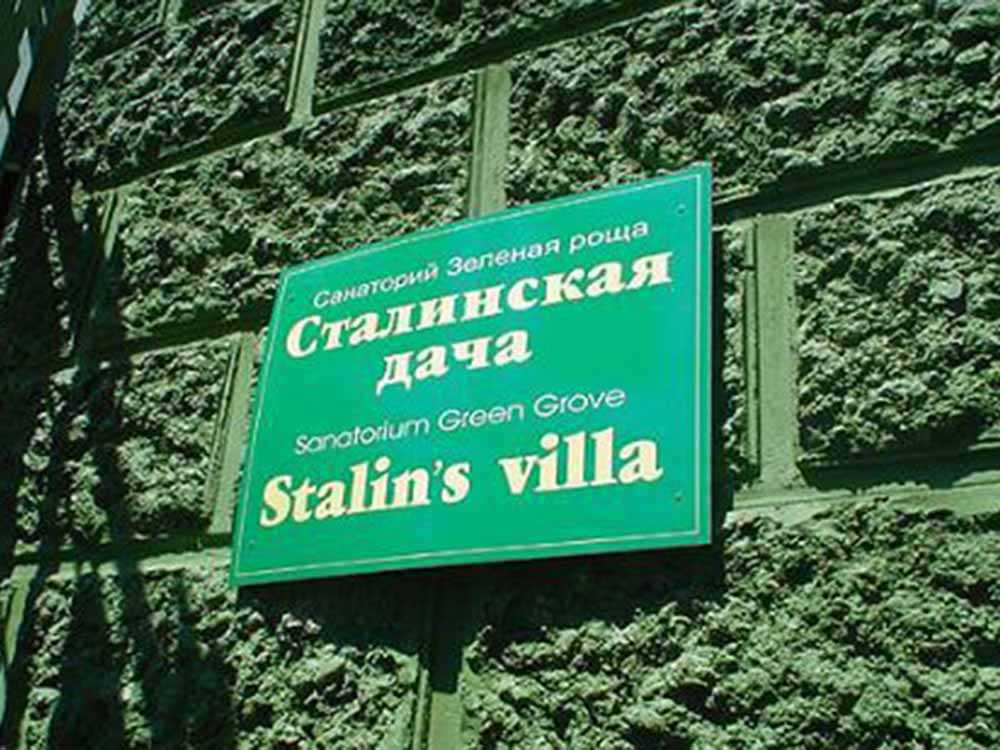 Санаторий Зеленая роща
Сталинская
дача
Sanatorium Green Grove
Stalin's villa